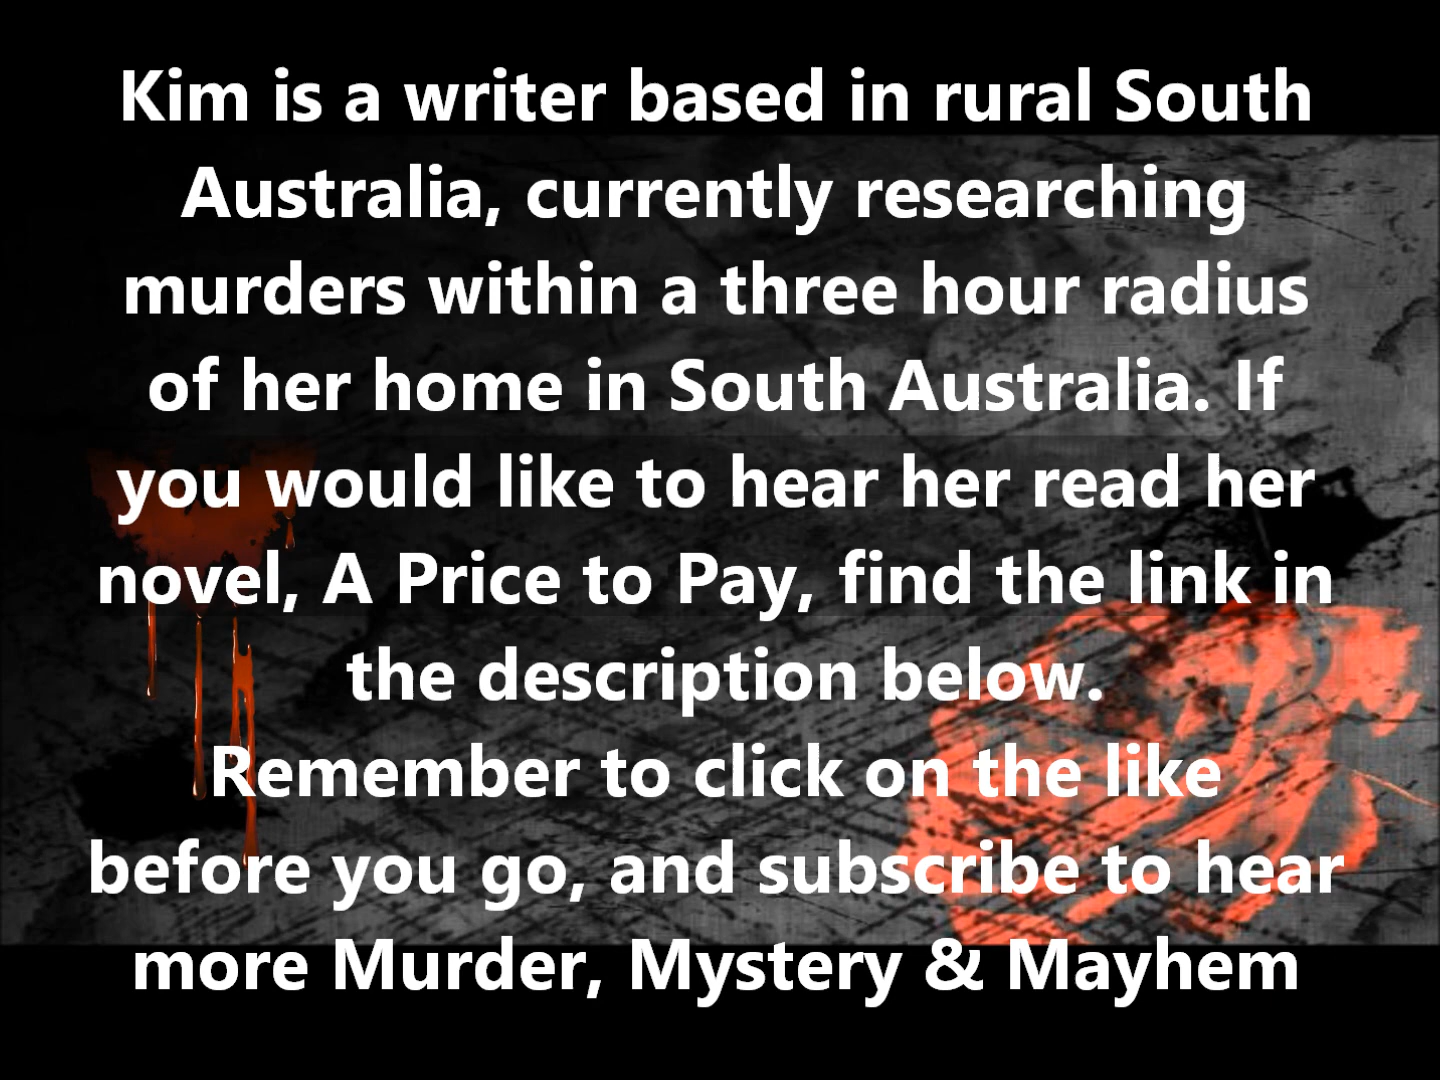 Kim is a writer based in rural South
Australia, currently researching
murders within a three hour radius
of her home in South Australia. If
you would like to hear her read her
novel, A Price to Pay, find the link in
the description below.
Remember to click on the like
before you go, and subscribe to hear
more Murder, Mystery & Mayhem